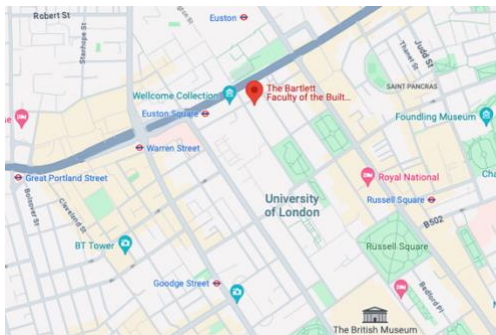 Robert St
Euston
Stanhope St
Judd St
Thanet St
The Bartlett
Faculty of the Built...
SAINT PANCRAS
Wellcome Collection
Foundling Museum
Euston Square
Warren Street
Royal National
Great Portland Street
University
of London
Russell Square
Bolsover St
Cleveland St
B502
BT Tower
Russell Square
Goodge Street
Bedford Pl
The British Museum